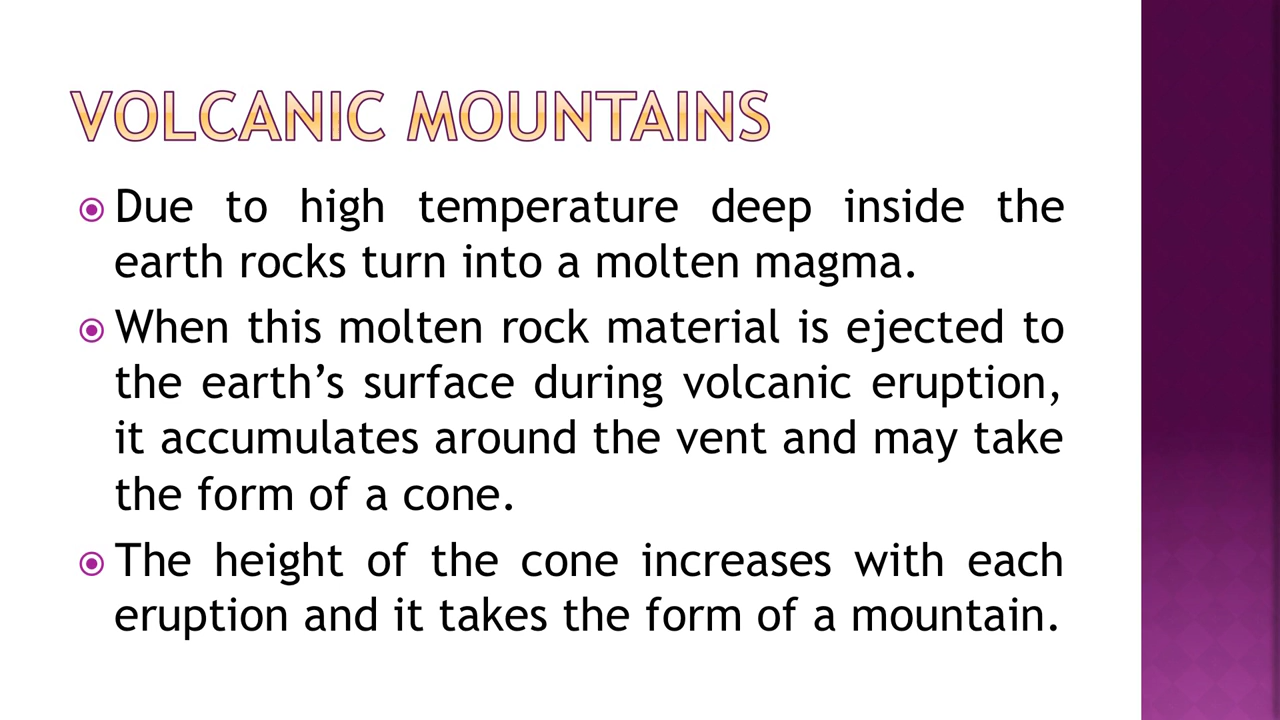 VOLCANIC MOUNTAINS
Due to high temperature deep inside the
earth rocks turn into a molten magma.
When this molten rock material is ejected to
the earth’s surface during volcanic eruption,
it accumulates around the vent and may take
the form of a cone.
The height of the cone increases with each
eruption and it takes the form of a mountain.